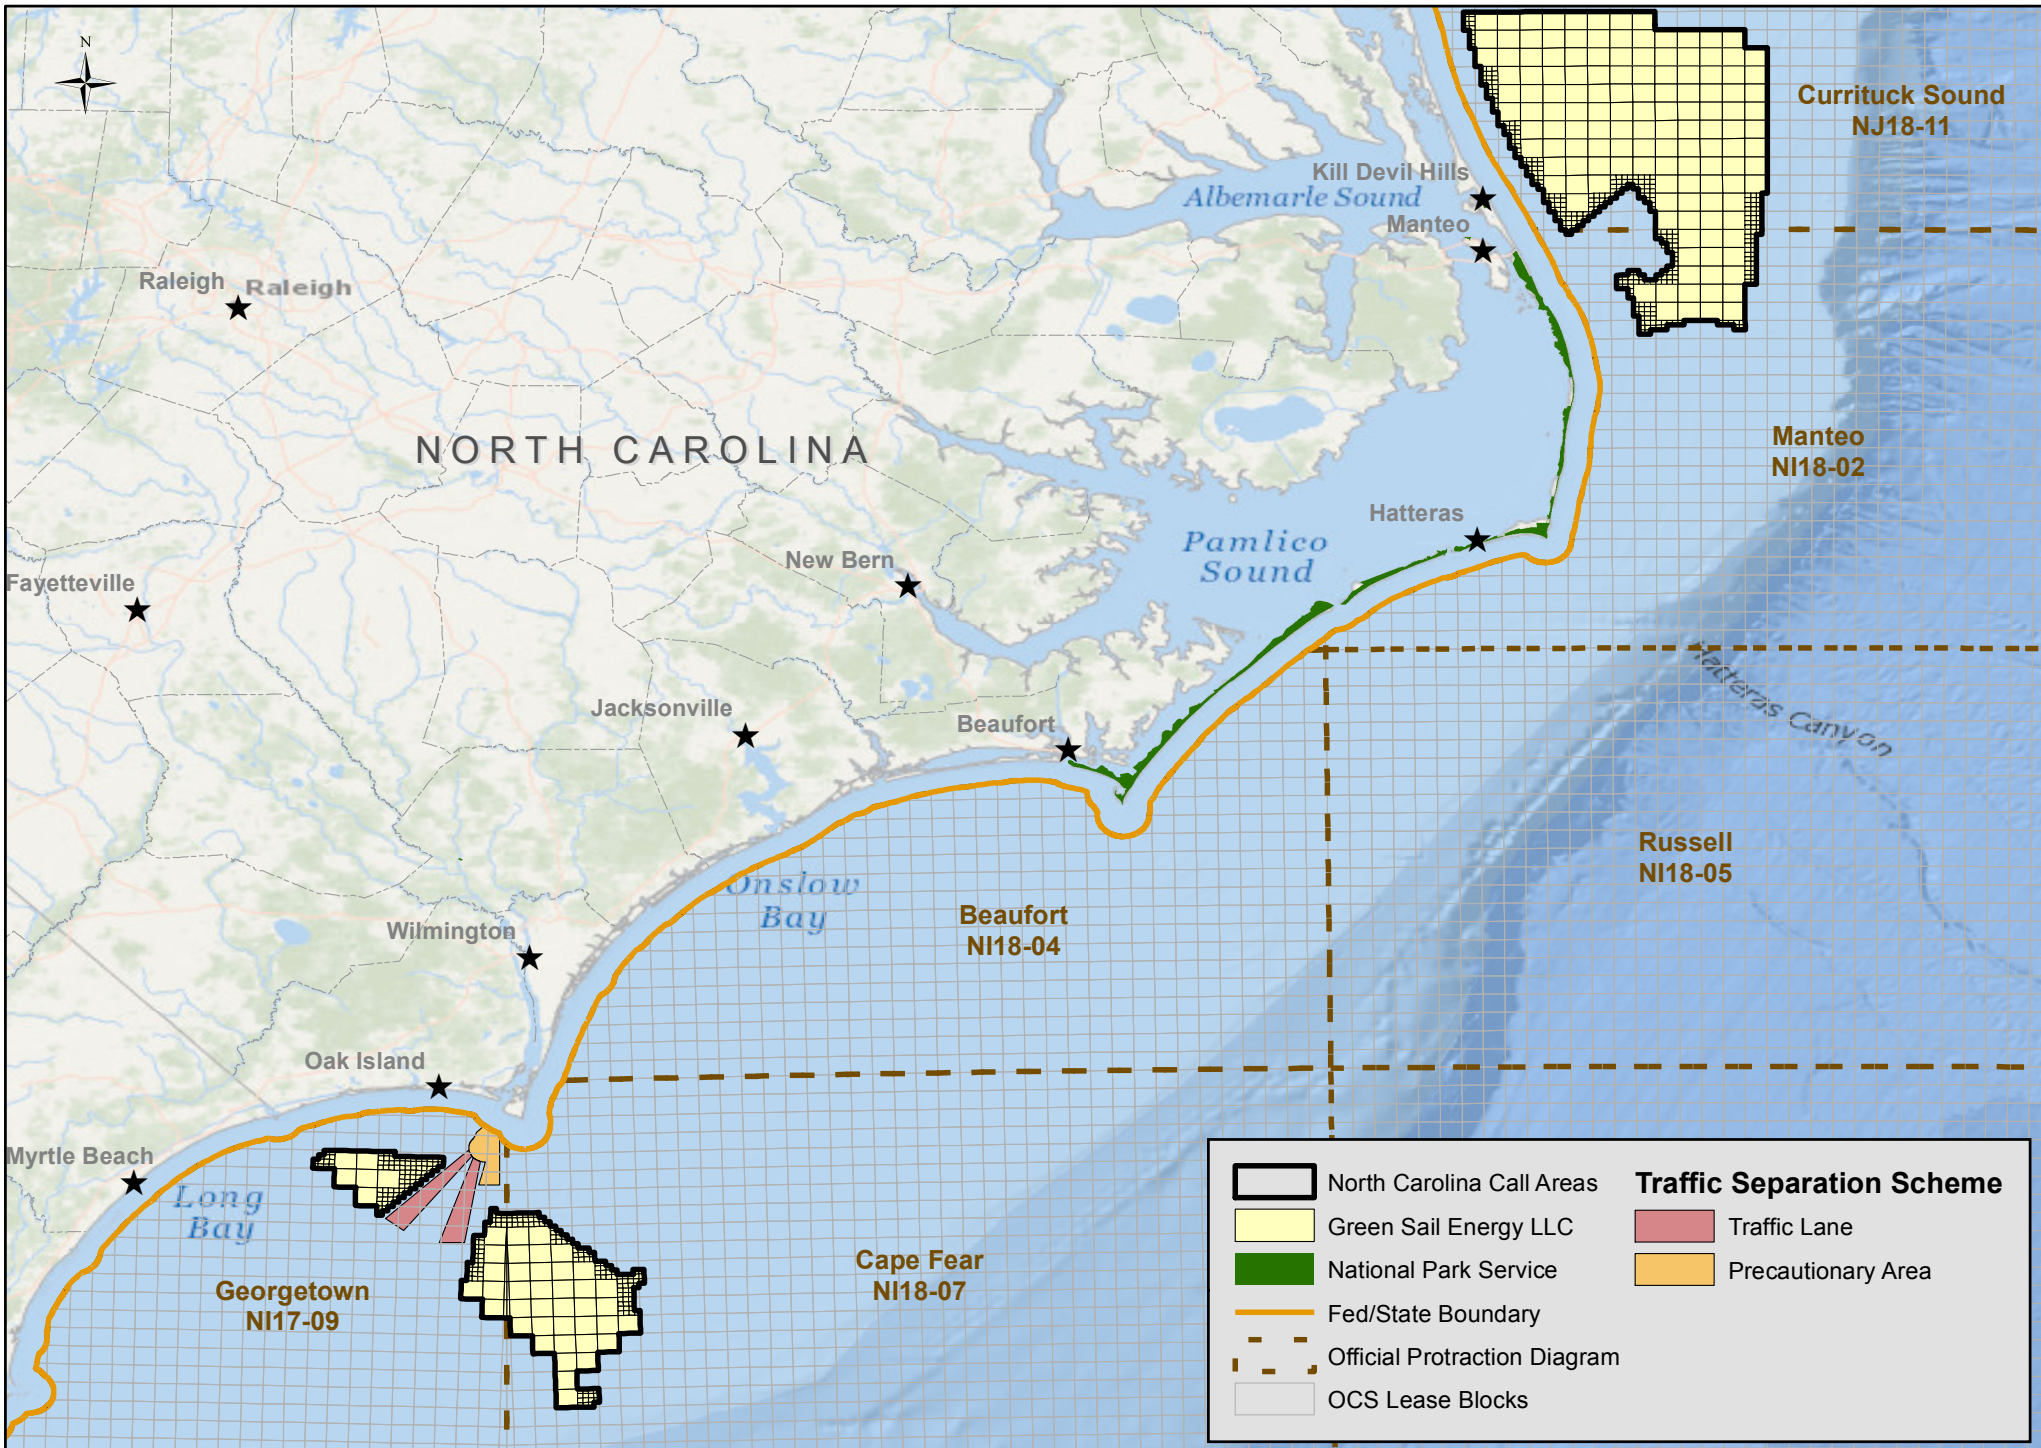 N
Currituck Sound
NJ18-11
Kill Devil Hills
Albemarle Sound
Manteo
Raleigh
Raleigh
NORTH CAROLINA
Manteo
NI18-02
Hatteras
Pamlico
Sound
New Bern
Fayetteville
Hatteras Canyon
Jacksonville
Beaufort
Russell
NI18-05
Onslow
Bay
Beaufort
NI18-04
Wilmington
Oak Island
Myrtle Beach
Long
Bay
Georgetown
NI17-09
Cape Fear
NI18-07
North Carolina Call Areas
Green Sail Energy LLC
National Park Service
Fed/State Boundary
Official Protraction Diagram
OCS Lease Blocks
Traffic Separation Scheme
Traffic Lane
Precautionary Area